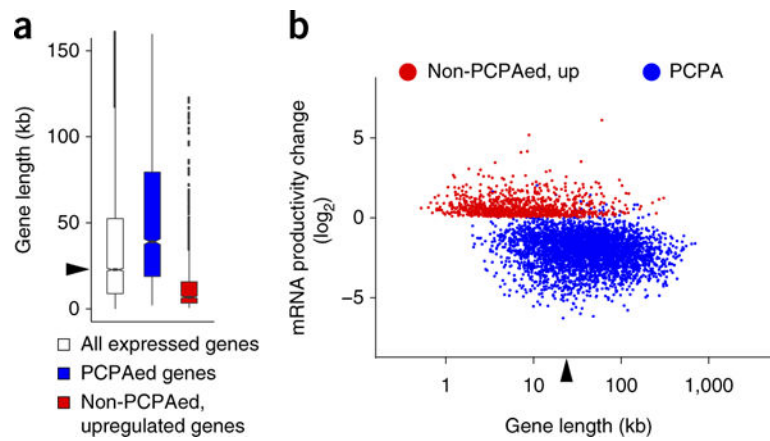 a
Gene length (kb)
150
100
50
0
All expressed genes
PCPAed genes
Non-PCPAed,
upregulated genes
b
Non-PCPAed, up
PCPA
mRNA productivity change
(log2)
5
0
−5
1
10
100
1,000
Gene length (kb)